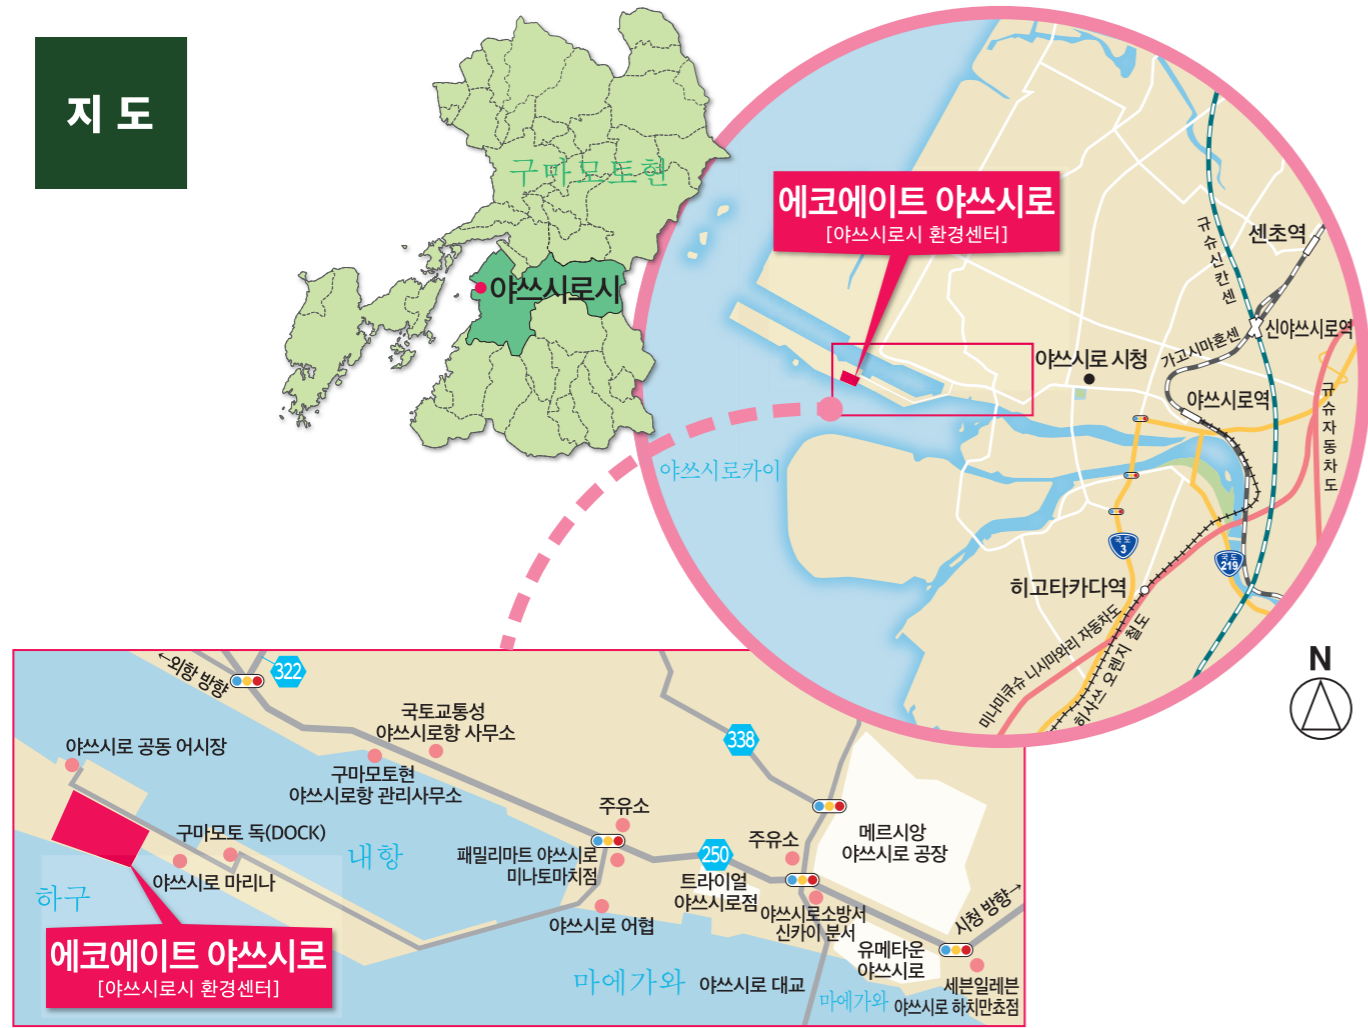 지 도
구마모토현
야쓰시로시
에코에이트 야쓰시로
[야쓰시로시 환경센터]
규슈신칸센
센초역
신야쓰시로역
가고시마혼센
야쓰시로 시청
야쓰시로역
규슈자동차도
야쓰시로카이
국도
3
국도
219
히고타카다역
미나미큐슈 니시마와리 자동차도
히사쓰 오렌지 철도
N
←외항 방향
322
국토교통성
야쓰시로항 사무소
야쓰시로 공동 어시장
구마모토현
야쓰시로항 관리사무소
338
주유소
구마모토 독(DOCK)
내항
패밀리마트 야쓰시로
미나토마치점
250
주유소
메르시앙
야쓰시로 공장
트라이얼
야쓰시로점
야쓰시로 마리나
하구
야쓰시로 어협
야쓰시로소방서
신카이 분서
시청 방향→
에코에이트 야쓰시로
[야쓰시로시 환경센터]
유메타운
야쓰시로
마에가와
야쓰시로 대교
마에가와
세븐일레븐
야쓰시로 하치만쵸점